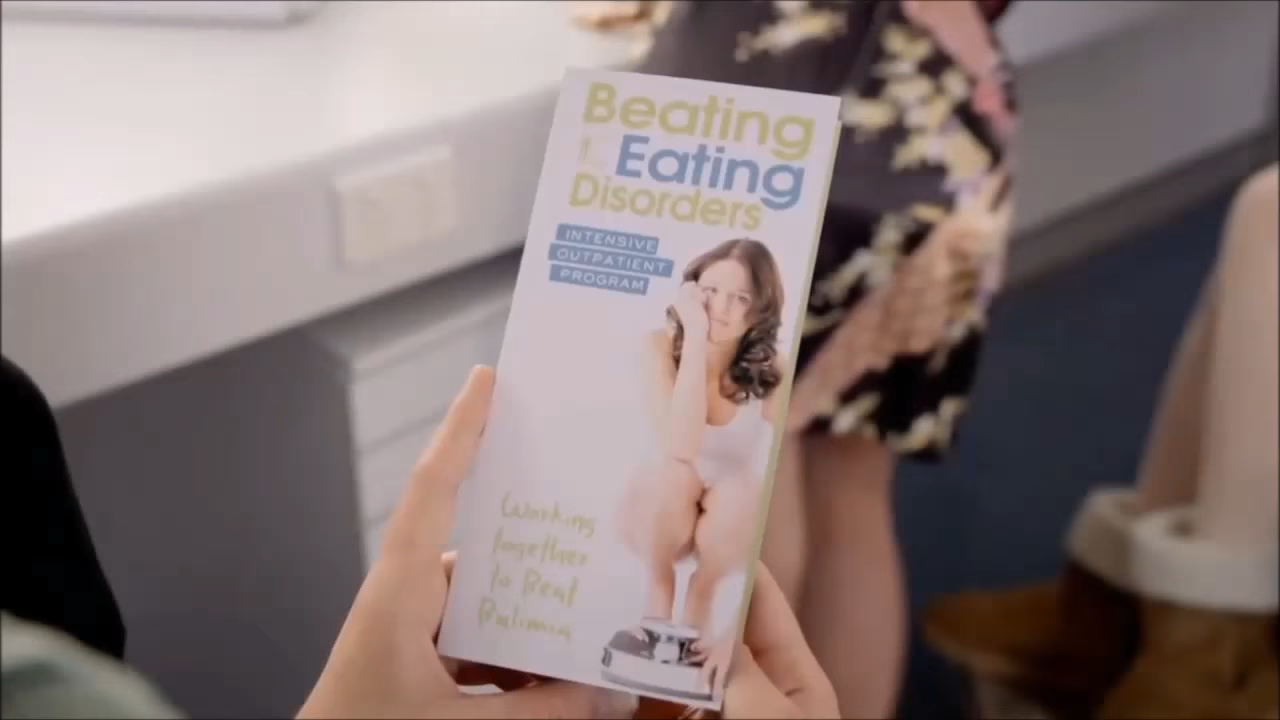 Beating
Eating
Disorders
INTENSIVE
OUTPATIENT
PROGRAM
Working
together
to Beat
Bulimia